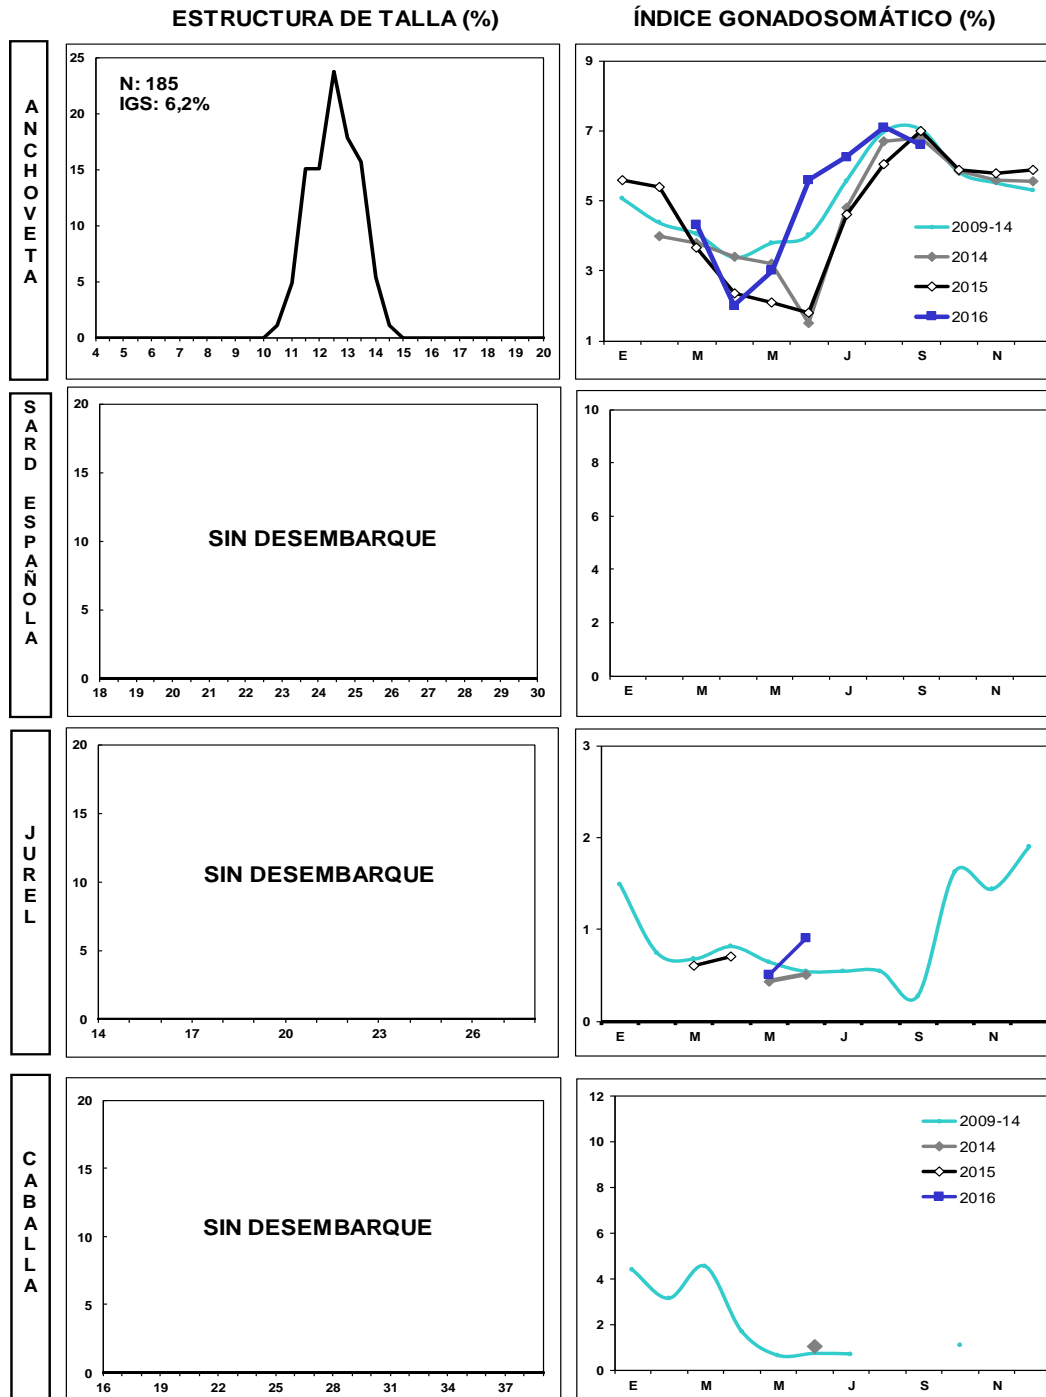 ESTRUCTURA DE TALLA (%)
ÍNDICE GONADOSOMÁTICO (%)
ANCHOVETA
25
20
15
10
5
0
N: 185
IGS: 6,2%
4 5 6 7 8 9 10 11 12 13 14 15 16 17 18 19 20
9
7
5
3
1
2009-14
2014
2015
2016
E M M J S N
SARD ESPAÑOLA
20
15
10
5
0
SIN DESEMBARQUE
18 19 20 21 22 23 24 25 26 27 28 29 30
10
8
6
4
2
0
E M M J S N
JUREL
20
15
10
5
0
SIN DESEMBARQUE
14 17 20 23 26
3
2
1
0
E M M J S N
CABALLA
20
15
10
5
0
SIN DESEMBARQUE
16 19 22 25 28 31 34 37
12
10
8
6
4
2
0
2009-14
2014
2015
2016
E M M J S N